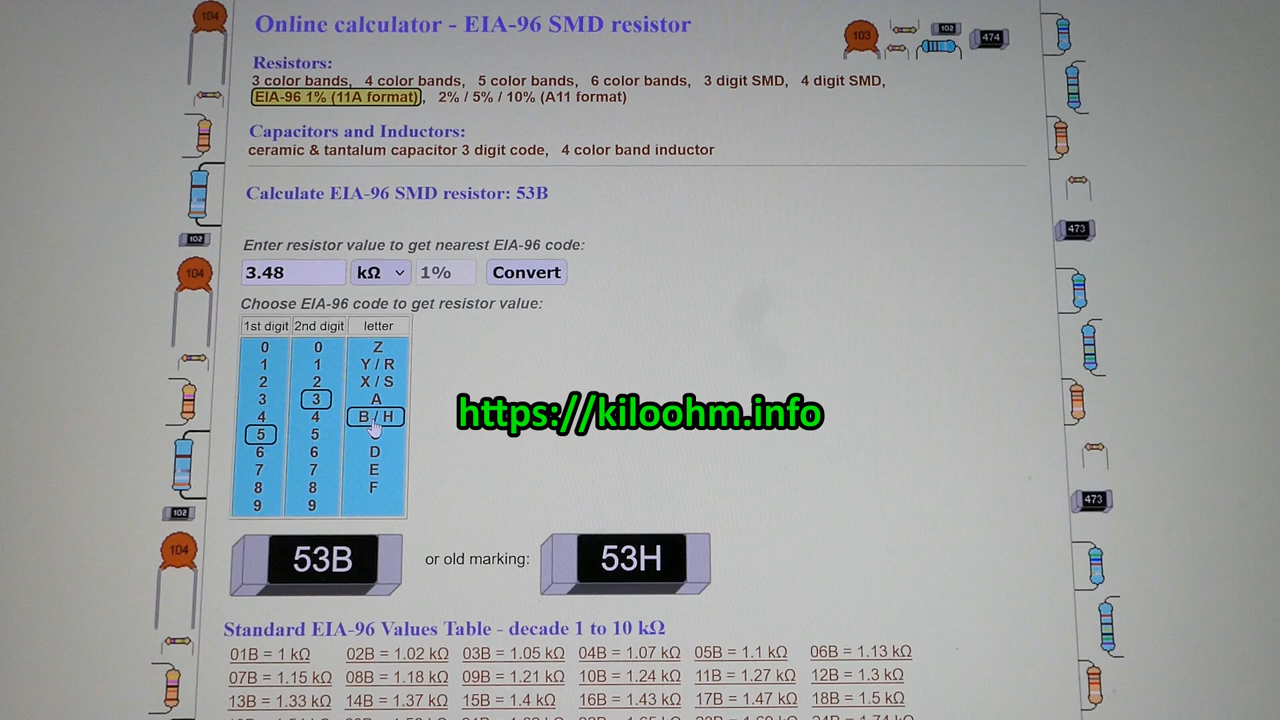 Online calculator - EIA-96 SMD resistor
104
103
102
474
Resistors:
3 color bands, 4 color bands, 5 color bands, 6 color bands, 3 digit SMD, 4 digit SMD,
EIA-96 1% (11A format), 2% / 5% / 10% (A11 format)
Capacitors and Inductors:
ceramic & tantalum capacitor 3 digit code, 4 color band inductor
Calculate EIA-96 SMD resistor: 53B
102
473
Enter resistor value to get nearest EIA-96 code:
104
3.48 kΩ 1% Convert
Choose EIA-96 code to get resistor value:
1st digit 2nd digit letter
0 0 Z
1 1 Y / R
2 2 X / S
3 3 A
4 4 B / H
5 5
6 6 D
7 7 E
8 8 F
9 9
https://kiloohm.info
473
102
104
53B or old marking: 53H
Standard EIA-96 Values Table - decade 1 to 10 kΩ
01B = 1 kΩ 02B = 1.02 kΩ 03B = 1.05 kΩ 04B = 1.07 kΩ 05B = 1.1 kΩ 06B = 1.13 kΩ
07B = 1.15 kΩ 08B = 1.18 kΩ 09B = 1.21 kΩ 10B = 1.24 kΩ 11B = 1.27 kΩ 12B = 1.3 kΩ
13B = 1.33 kΩ 14B = 1.37 kΩ 15B = 1.4 kΩ 16B = 1.43 kΩ 17B = 1.47 kΩ 18B = 1.5 kΩ